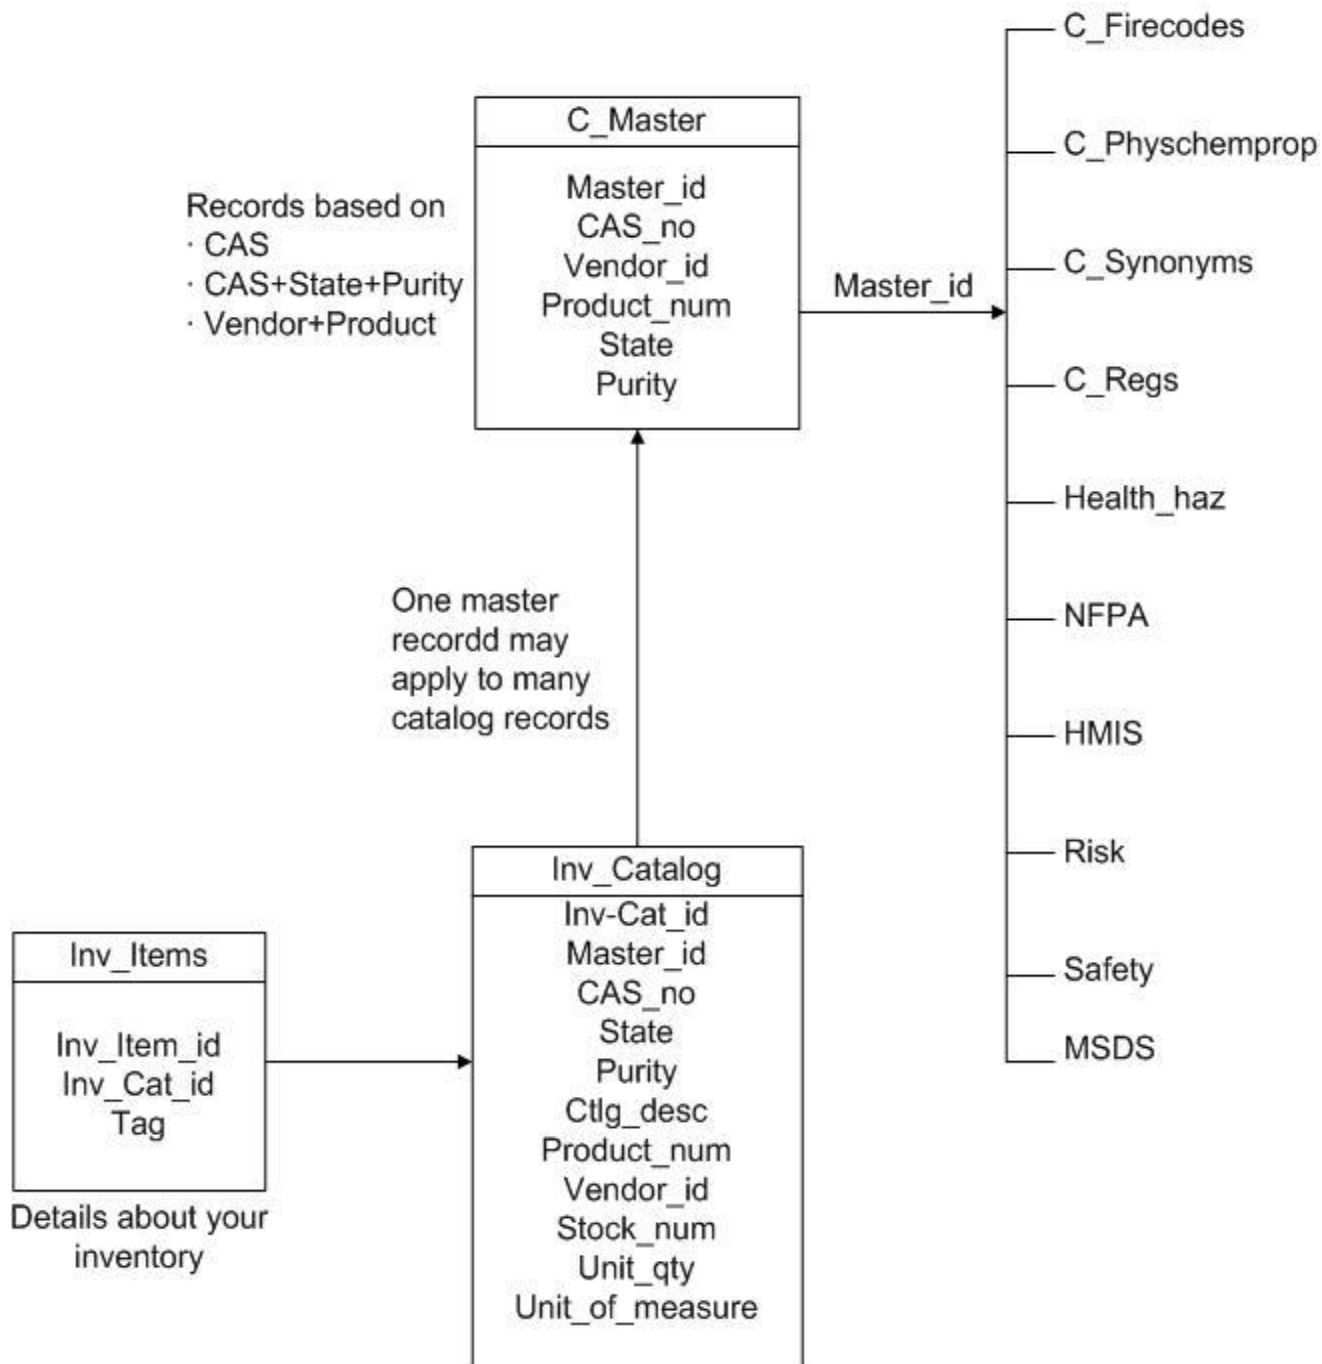 C_Firecodes
C_Master
C_Physchemprop
Records based on
· CAS
· CAS+State+Purity
· Vendor+Product
Master_id
CAS_no
Vendor_id
Product_num
State
Purity
Master_id
C_Synonyms
C_Regs
Health_haz
NFPA
HMIS
Risk
Safety
MSDS
One master
recordd may
apply to many
catalog records
Inv_Items
Inv_Item_id
Inv_Cat_id
Tag
Details about your
inventory
Inv_Catalog
Inv-Cat_id
Master_id
CAS_no
State
Purity
Ctlg_desc
Product_num
Vendor_id
Stock_num
Unit_qty
Unit_of_measure